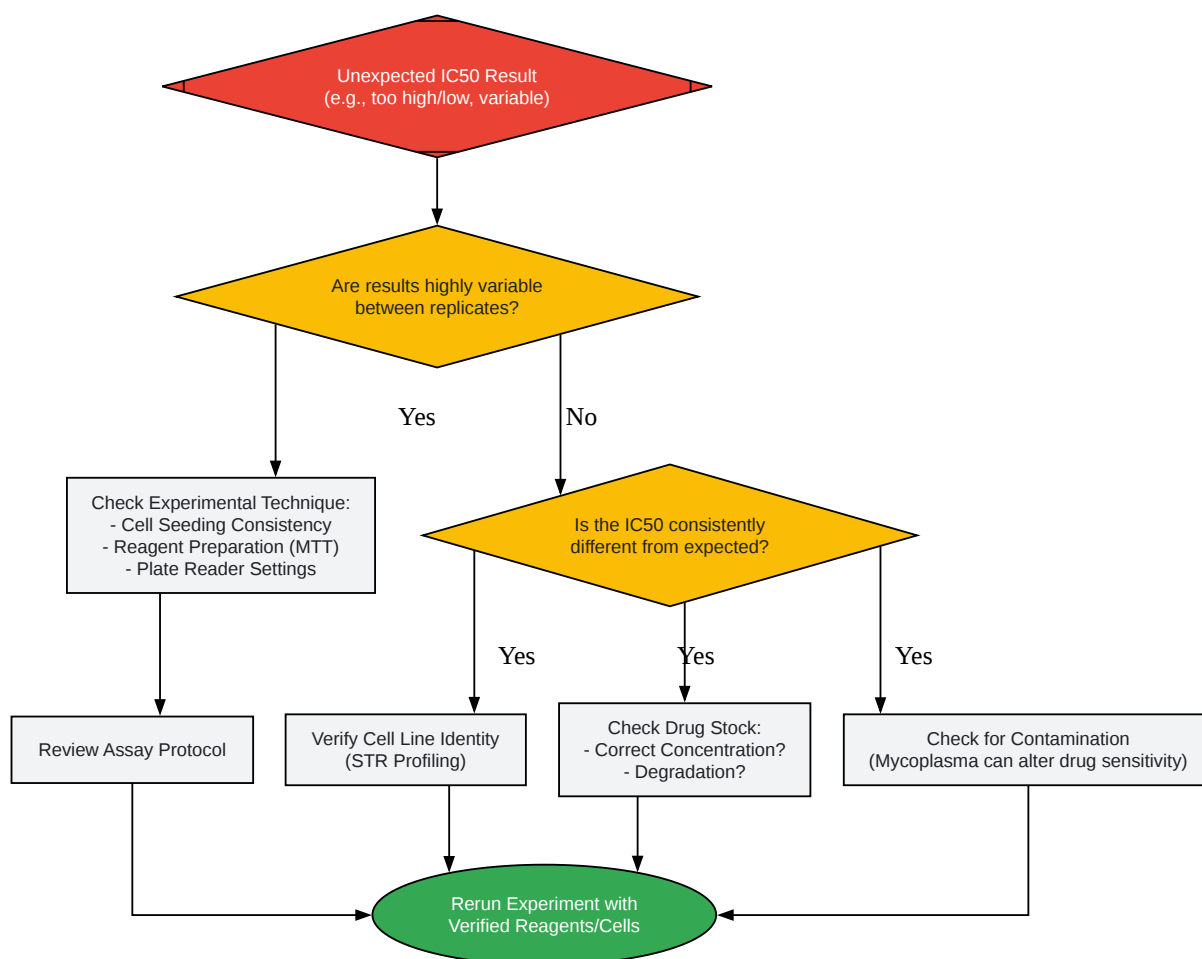 Unexpected IC50 Result
(e.g., too high/low, variable)
Are results highly variable
between replicates?
Yes
No
Check Experimental Technique:
- Cell Seeding Consistency
- Reagent Preparation (MTT)
- Plate Reader Settings
Is the IC50 consistently
different from expected?
Yes
Yes
Yes
Review Assay Protocol
Verify Cell Line Identity
(STR Profiling)
Check Drug Stock:
- Correct Concentration?
- Degradation?
Check for Contamination
(Mycoplasma can alter drug sensitivity)
Rerun Experiment with
Verified Reagents/Cells